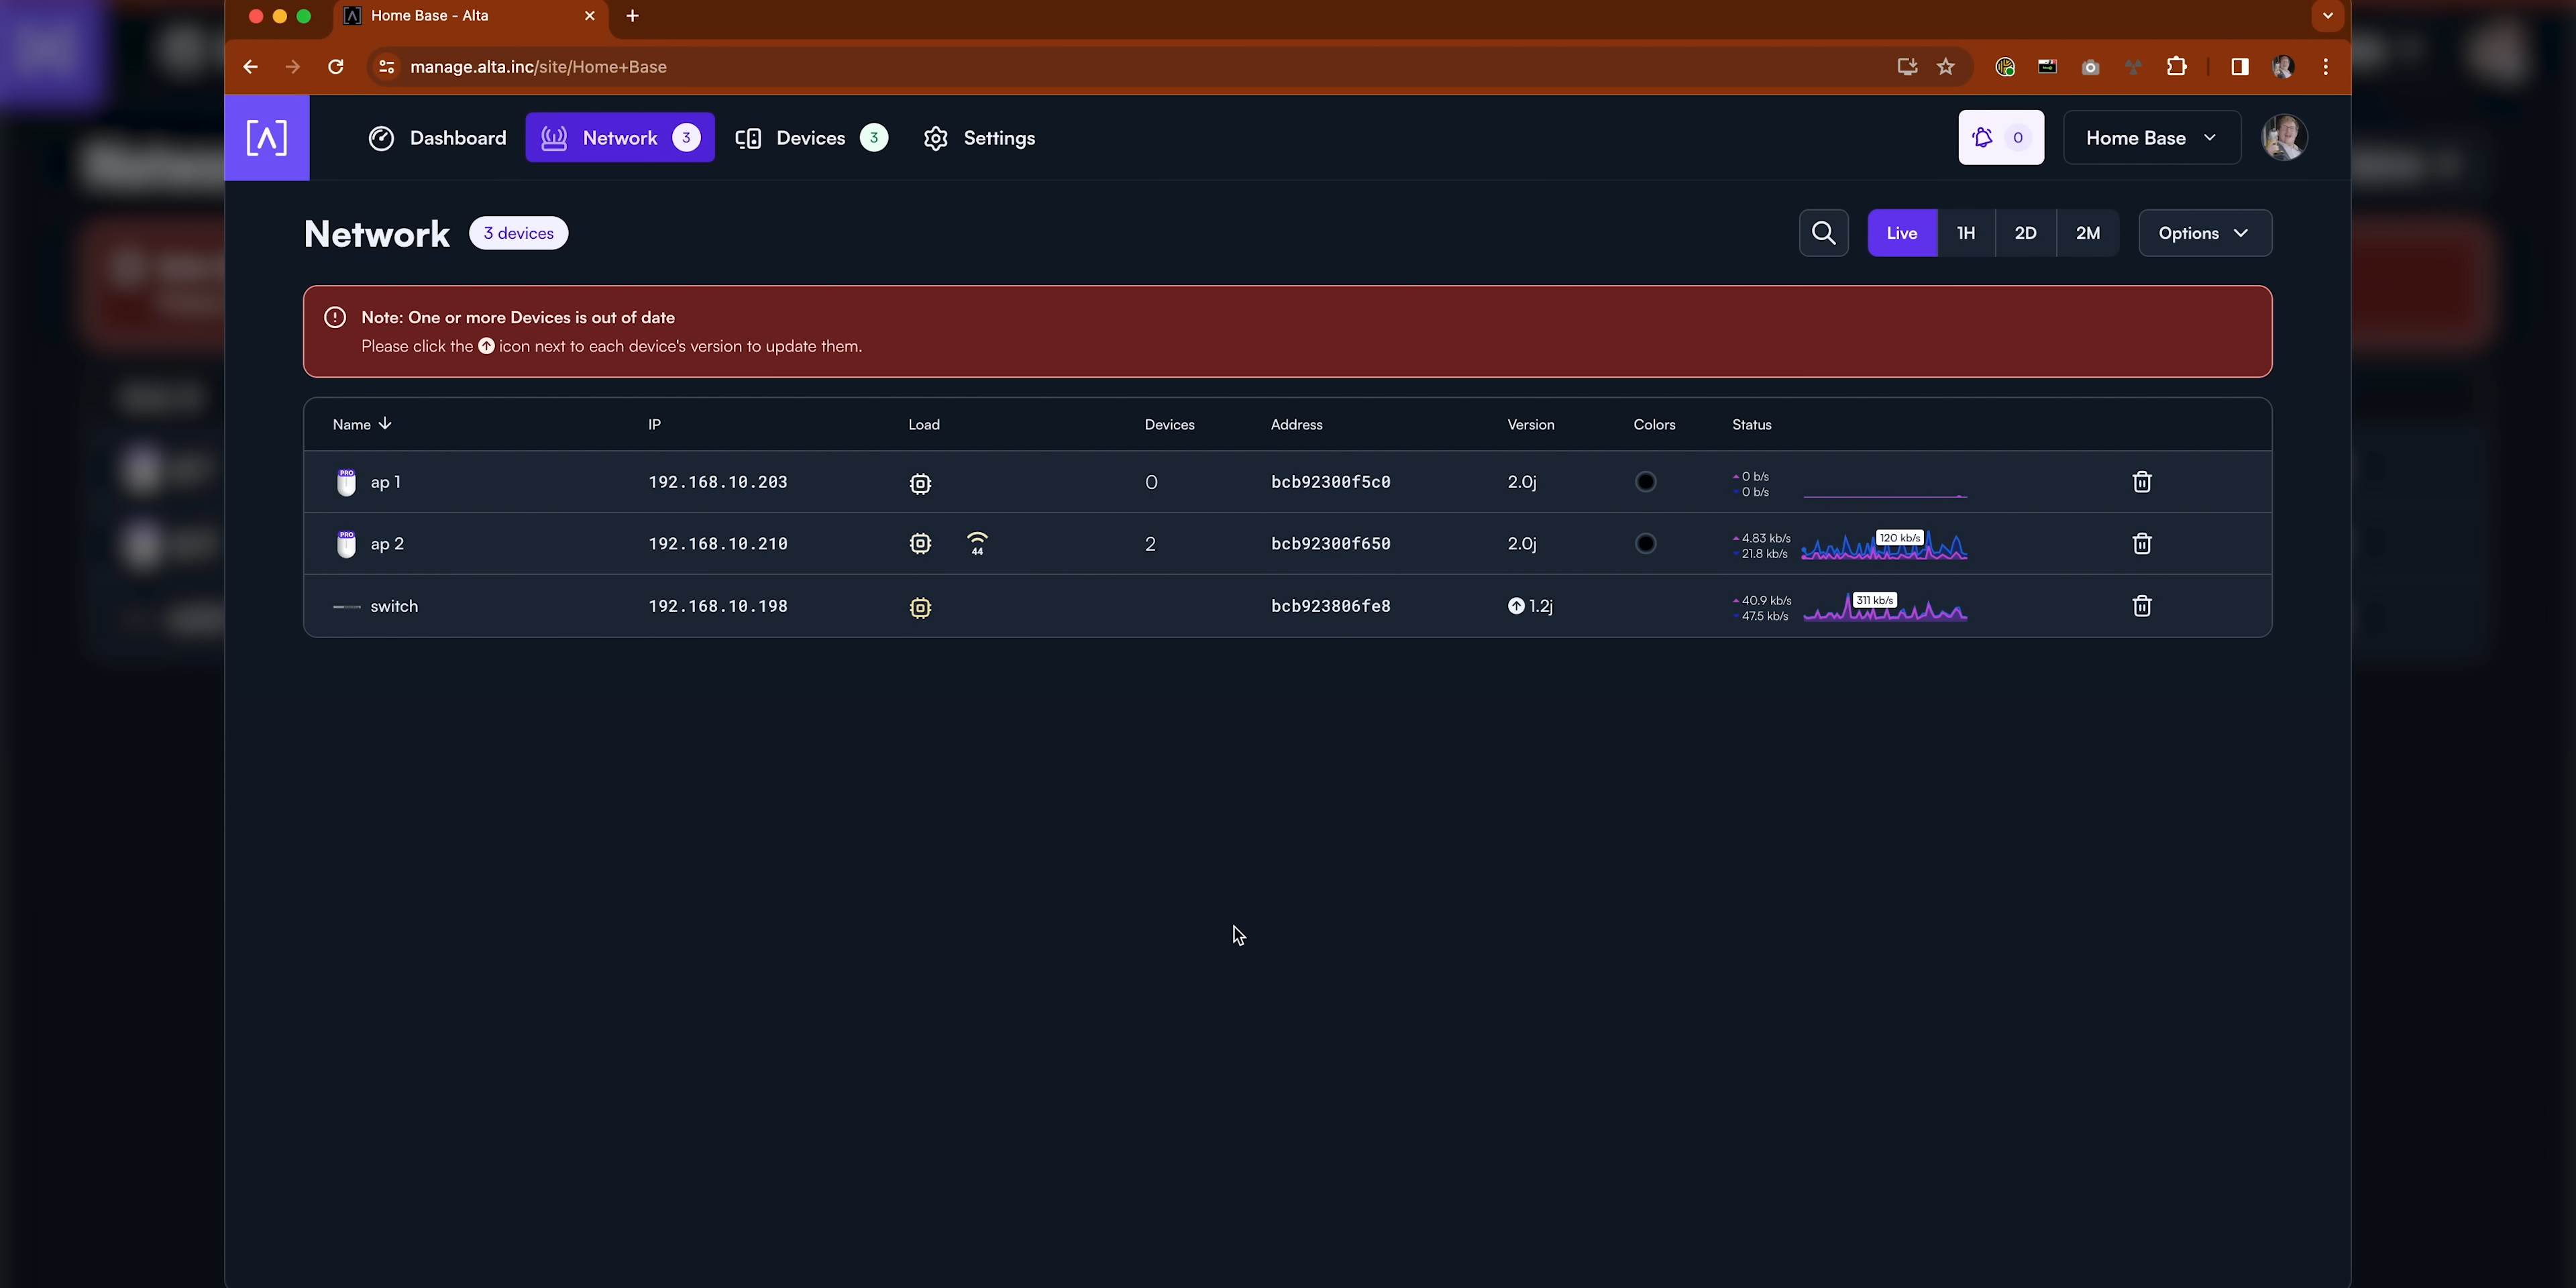 Home Base - Alta
manage.alta.inc/site/Home+Base
Dashboard Network 3 Devices 3 Settings 0 Home Base
Network 3 devices Live 1H 2D 2M Options
Note: One or more Devices is out of date
Please click the icon next to each device's version to update them.
Name IP Load Devices Address Version Colors Status
PRO ap 1 192.168.10.203 0 bcb92300f5c0 2.0j 0 b/s
0 b/s
PRO ap 2 192.168.10.210 44 2 bcb92300f650 2.0j 4.83 kb/s 120 kb/s
21.8 kb/s
switch 192.168.10.198 bcb923806fe8 1.2j 40.9 kb/s 311 kb/s
47.5 kb/s